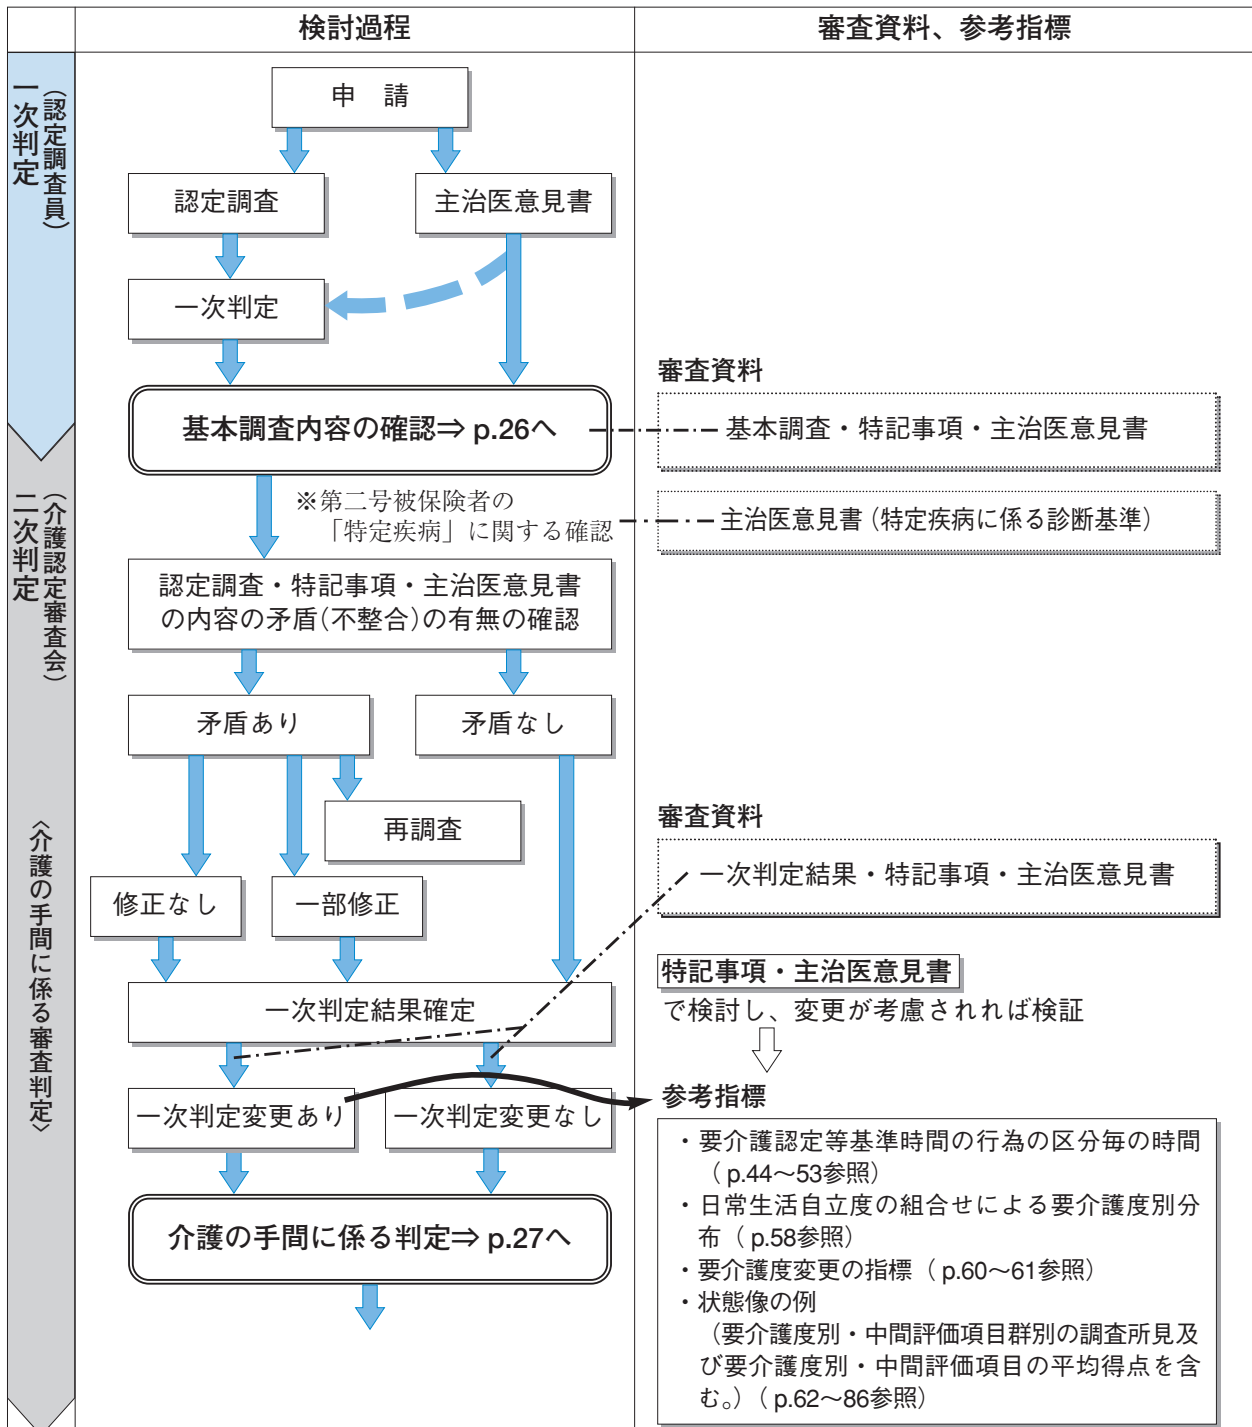 検討過程
審査資料、参考指標
一次判定
(認定調査員)
申　請
認定調査
主治医意見書
一次判定
基本調査内容の確認⇒ p.26へ
審査資料
基本調査・特記事項・主治医意見書
二次判定
(介護認定審査会)
※第二号被保険者の
「特定疾病」に関する確認
主治医意見書(特定疾病に係る診断基準)
認定調査・特記事項・主治医意見書
の内容の矛盾(不整合)の有無の確認
矛盾あり
矛盾なし
再調査
〈介護の手間に係る審査判定〉
審査資料
一次判定結果・特記事項・主治医意見書
修正なし
一部修正
一次判定結果確定
特記事項・主治医意見書
で検討し、変更が考慮されれば検証
一次判定変更あり
一次判定変更なし
参考指標
介護の手間に係る判定⇒ p.27へ
・要介護認定等基準時間の行為の区分毎の時間
（ p.44〜53参照）
・日常生活自立度の組合せによる要介護度別分
布（ p.58参照）
・要介護度変更の指標（ p.60〜61参照）
・状態像の例
（要介護度別・中間評価項目群別の調査所見及
び要介護度別・中間評価項目の平均得点を含
む。）（ p.62〜86参照）